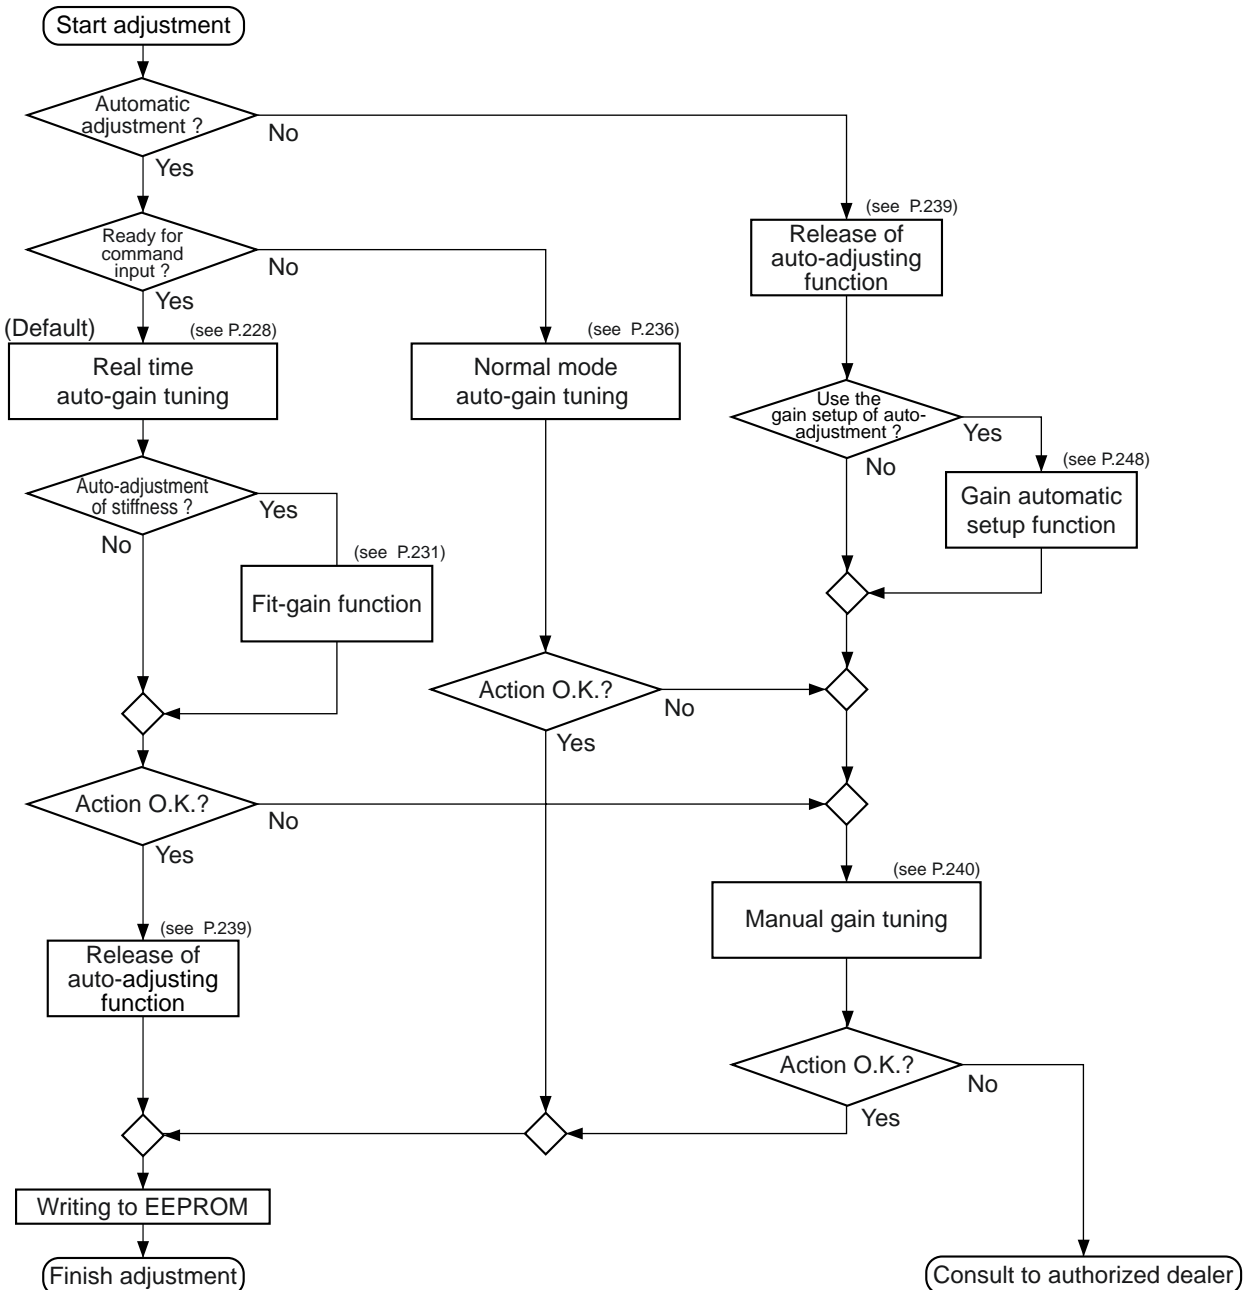 Start adjustment
Automatic
adjustment ?
No
Yes
(see P.239)
Release of
auto-adjusting
function
Ready for
command
input ?
No
Yes
(Default)
(see P.228)
Real time
auto-gain tuning
(see P.236)
Normal mode
auto-gain tuning
Use the
gain setup of auto-
adjustment ?
Yes
No
(see P.248)
Gain automatic
setup function
Auto-adjustment
of stiffness ?
Yes
No
(see P.231)
Fit-gain function
Action O.K.?
No
Yes
Action O.K.?
No
Yes
(see P.240)
Manual gain tuning
(see P.239)
Release of
auto-adjusting
function
Action O.K.?
No
Yes
Writing to EEPROM
Finish adjustment
Consult to authorized dealer